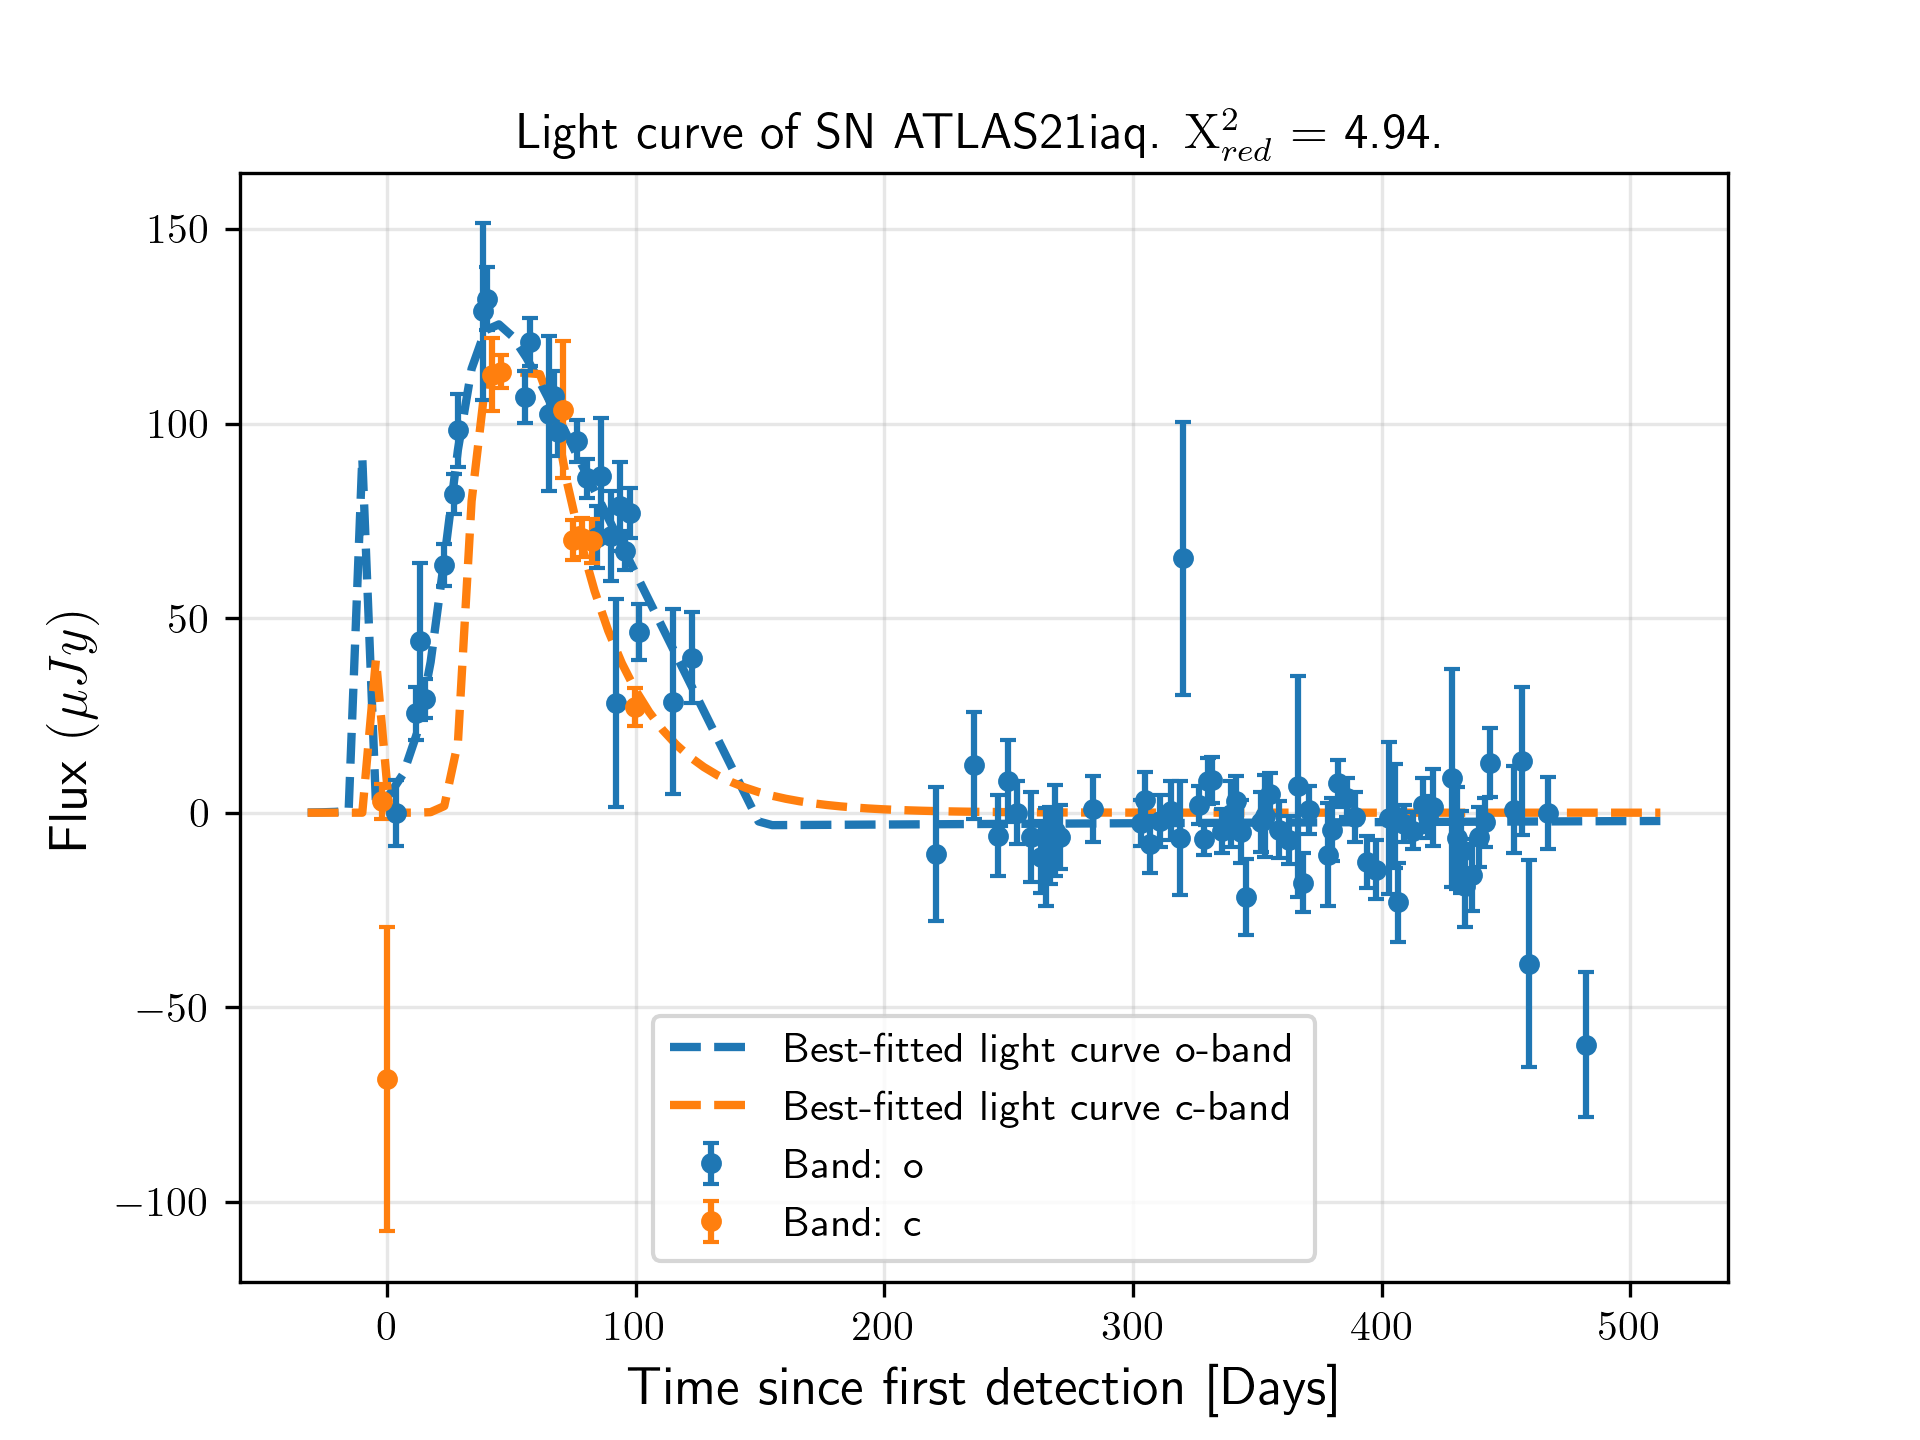 Light curve of SN ATLAS21iaq. X²_red = 4.94.
150
100
50
0
−50
−100
Flux (μJy)
Best-fitted light curve o-band
Best-fitted light curve c-band
Band: o
Band: c
0 100 200 300 400 500
Time since first detection [Days]